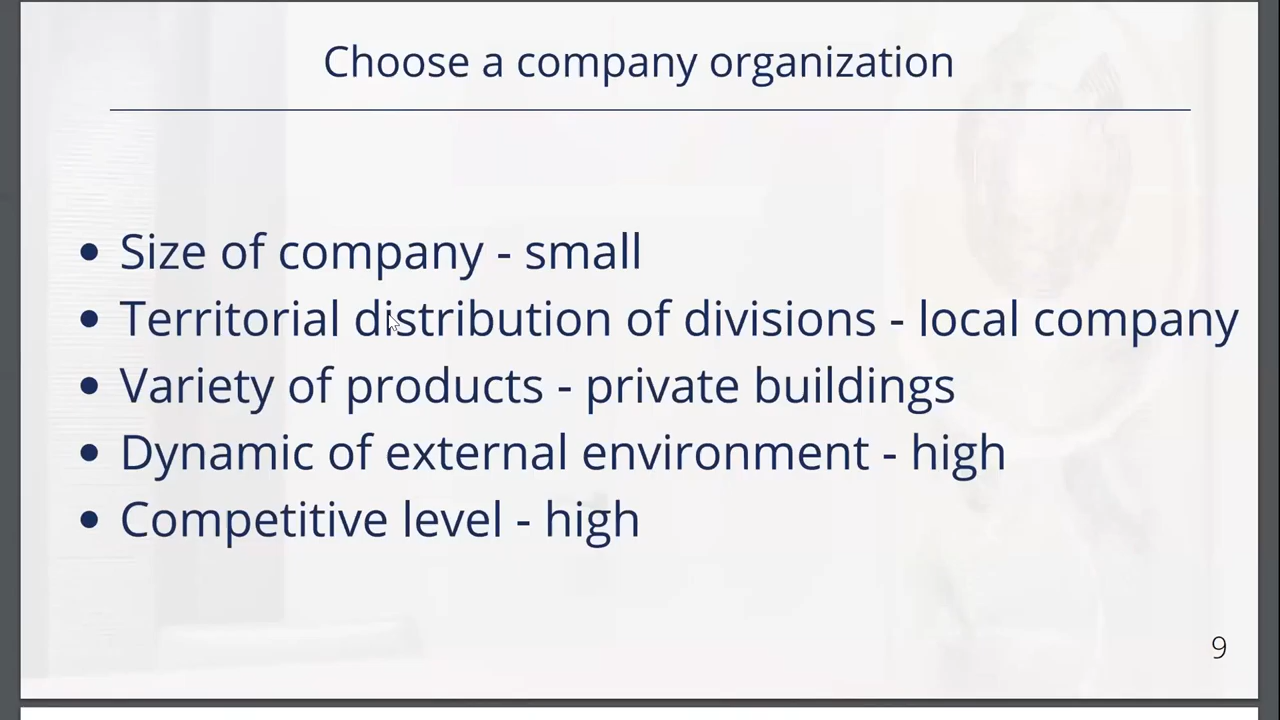 Choose a company organization
• Size of company - small
• Territorial distribution of divisions - local company
• Variety of products - private buildings
• Dynamic of external environment - high
• Competitive level - high
9